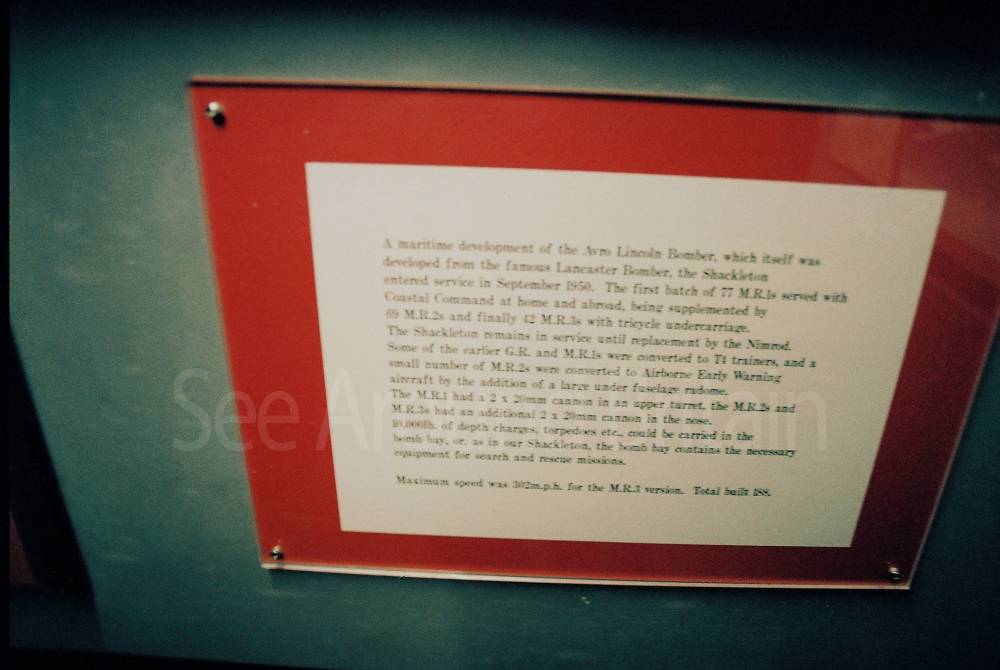 A maritime development of the Avro Lincoln Bomber, which itself was
developed from the famous Lancaster Bomber, the Shackleton
entered service in September 1950. The first batch of 77 M.R.1s served with
Coastal Command at home and abroad, being supplemented by
69 M.R.2s and finally 42 M.R.3s with tricycle undercarriage.
The Shackleton remains in service until replacement by the Nimrod.
Some of the earlier G.R. and M.R.1s were converted to T4 trainers, and a
small number of M.R.2s were converted to Airborne Early Warning
aircraft by the addition of a large under fuselage radome.
The M.R.1 had a 2 x 20mm cannon in an upper turret, the M.R.2s and
M.R.3s had an additional 2 x 20mm cannon in the nose.
10,000lb. of depth charges, torpedoes etc., could be carried in the
bomb bay, or, as in our Shackleton, the bomb bay contains the necessary
equipment for search and rescue missions.
Maximum speed was 302m.p.h. for the M.R.3 version. Total built 188.
See